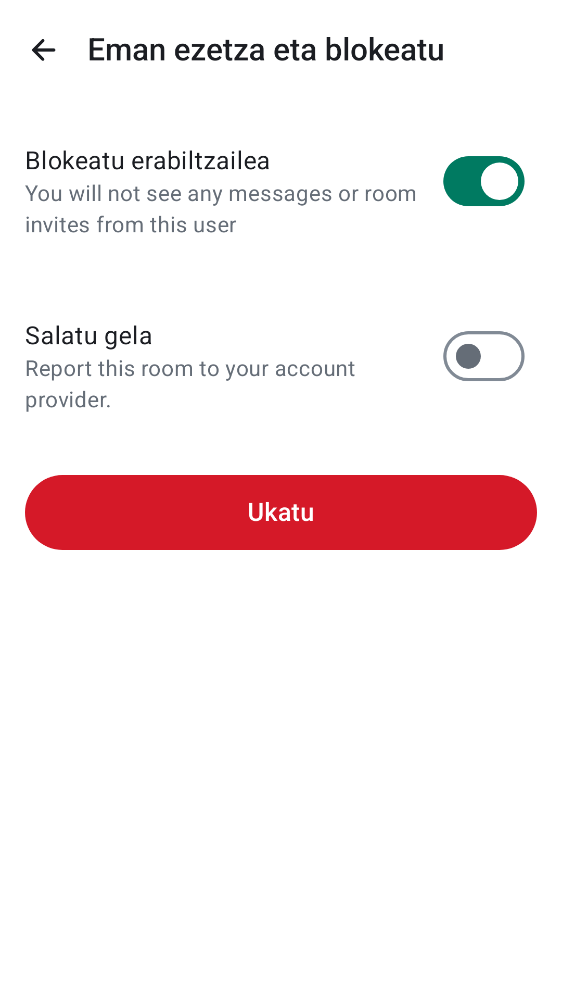 Eman ezetza eta blokeatu
Blokeatu erabiltzailea
You will not see any messages or room
invites from this user
Salatu gela
Report this room to your account
provider.
Ukatu